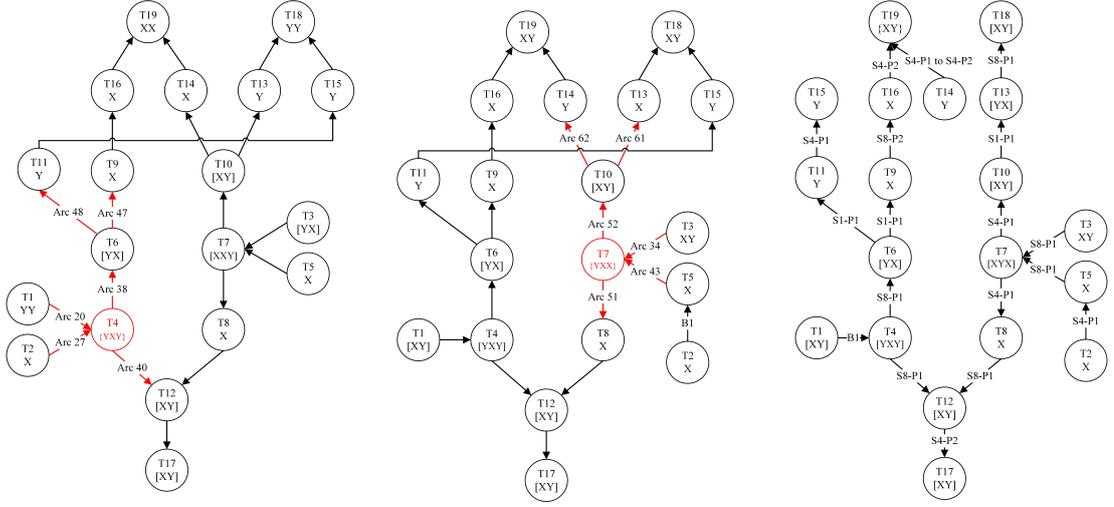 T19
XX
T18
YY
T16
X
T14
X
T13
Y
T15
Y
T11
Y
T9
X
T10
[XY]
Arc 48
Arc 47
T3
[YX]
T6
[YX]
T7
[XXY]
T5
X
Arc 38
T1
YY
Arc 20
T4
{YXY}
T8
X
T2
X
Arc 27
Arc 40
T12
[XY]
T17
[XY]
T19
XY
T18
XY
T16
X
T14
Y
T13
X
T15
Y
Arc 62
Arc 61
T11
Y
T9
X
T10
[XY]
Arc 52
T3
XY
Arc 34
T6
[YX]
T7
{YXX}
Arc 43
T5
X
Arc 51
B1
T1
[XY]
T4
[YXY]
T8
X
T2
X
T12
[XY]
T17
[XY]
T19
{XY}
T18
[XY]
S4-P2
S4-P1 to S4-P2
S8-P1
T15
Y
T16
X
T14
Y
T13
[YX]
S4-P1
S8-P2
S1-P1
T11
Y
T9
X
T10
[XY]
S1-P1
S1-P1
S4-P1
T3
XY
S8-P1
T6
[YX]
T7
[XYX]
S8-P1
T5
X
S8-P1
S4-P1
S4-P1
T1
[XY]
B1
T4
[YXY]
T8
X
T2
X
S8-P1
S8-P1
T12
[XY]
S4-P2
T17
[XY]